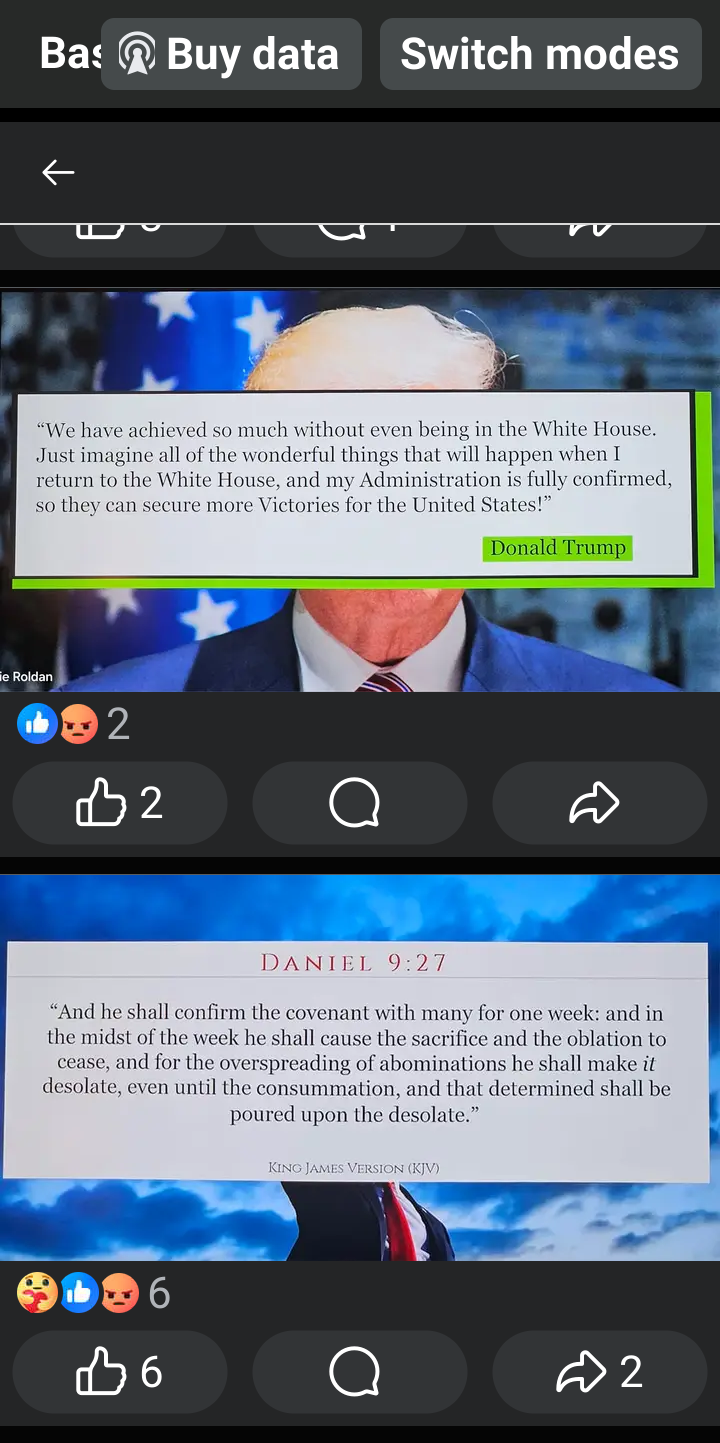 Bas Buy data Switch modes
“We have achieved so much without even being in the White House.
Just imagine all of the wonderful things that will happen when I
return to the White House, and my Administration is fully confirmed,
so they can secure more Victories for the United States!”
Donald Trump
ie Roldan
2
2
DANIEL 9:27
“And he shall confirm the covenant with many for one week: and in
the midst of the week he shall cause the sacrifice and the oblation to
cease, and for the overspreading of abominations he shall make it
desolate, even until the consummation, and that determined shall be
poured upon the desolate.”
KING JAMES VERSION (KJV)
6
6 2